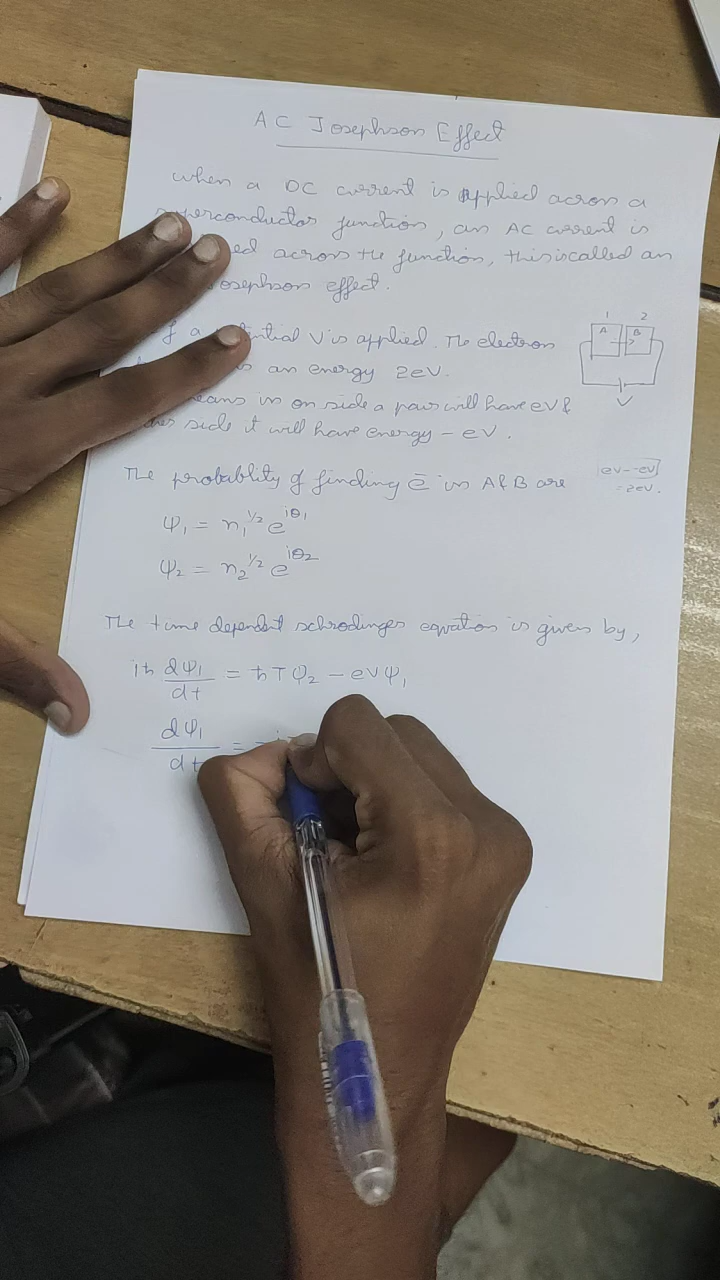 AC Josephson Effect
when a DC current is applied across a
superconductor junction, an AC current is
across the junction, this is called an
Josephson effect.
1 2
A B
V
If a potential V is applied. The electron
an energy 2eV.
means in on side a pair will have eV &
side it will have energy - eV.
The probablity of finding e̅ in A & B are
eV--eV
=2eV.
ψ₁ = n₁^1/2 e^iθ₁
ψ₂ = n₂^1/2 e^iθ₂
The time dependent schrodinger equation is given by,
iħ dψ₁/dt = ħTψ₂ - eVψ₁
dψ₁/dt = -i